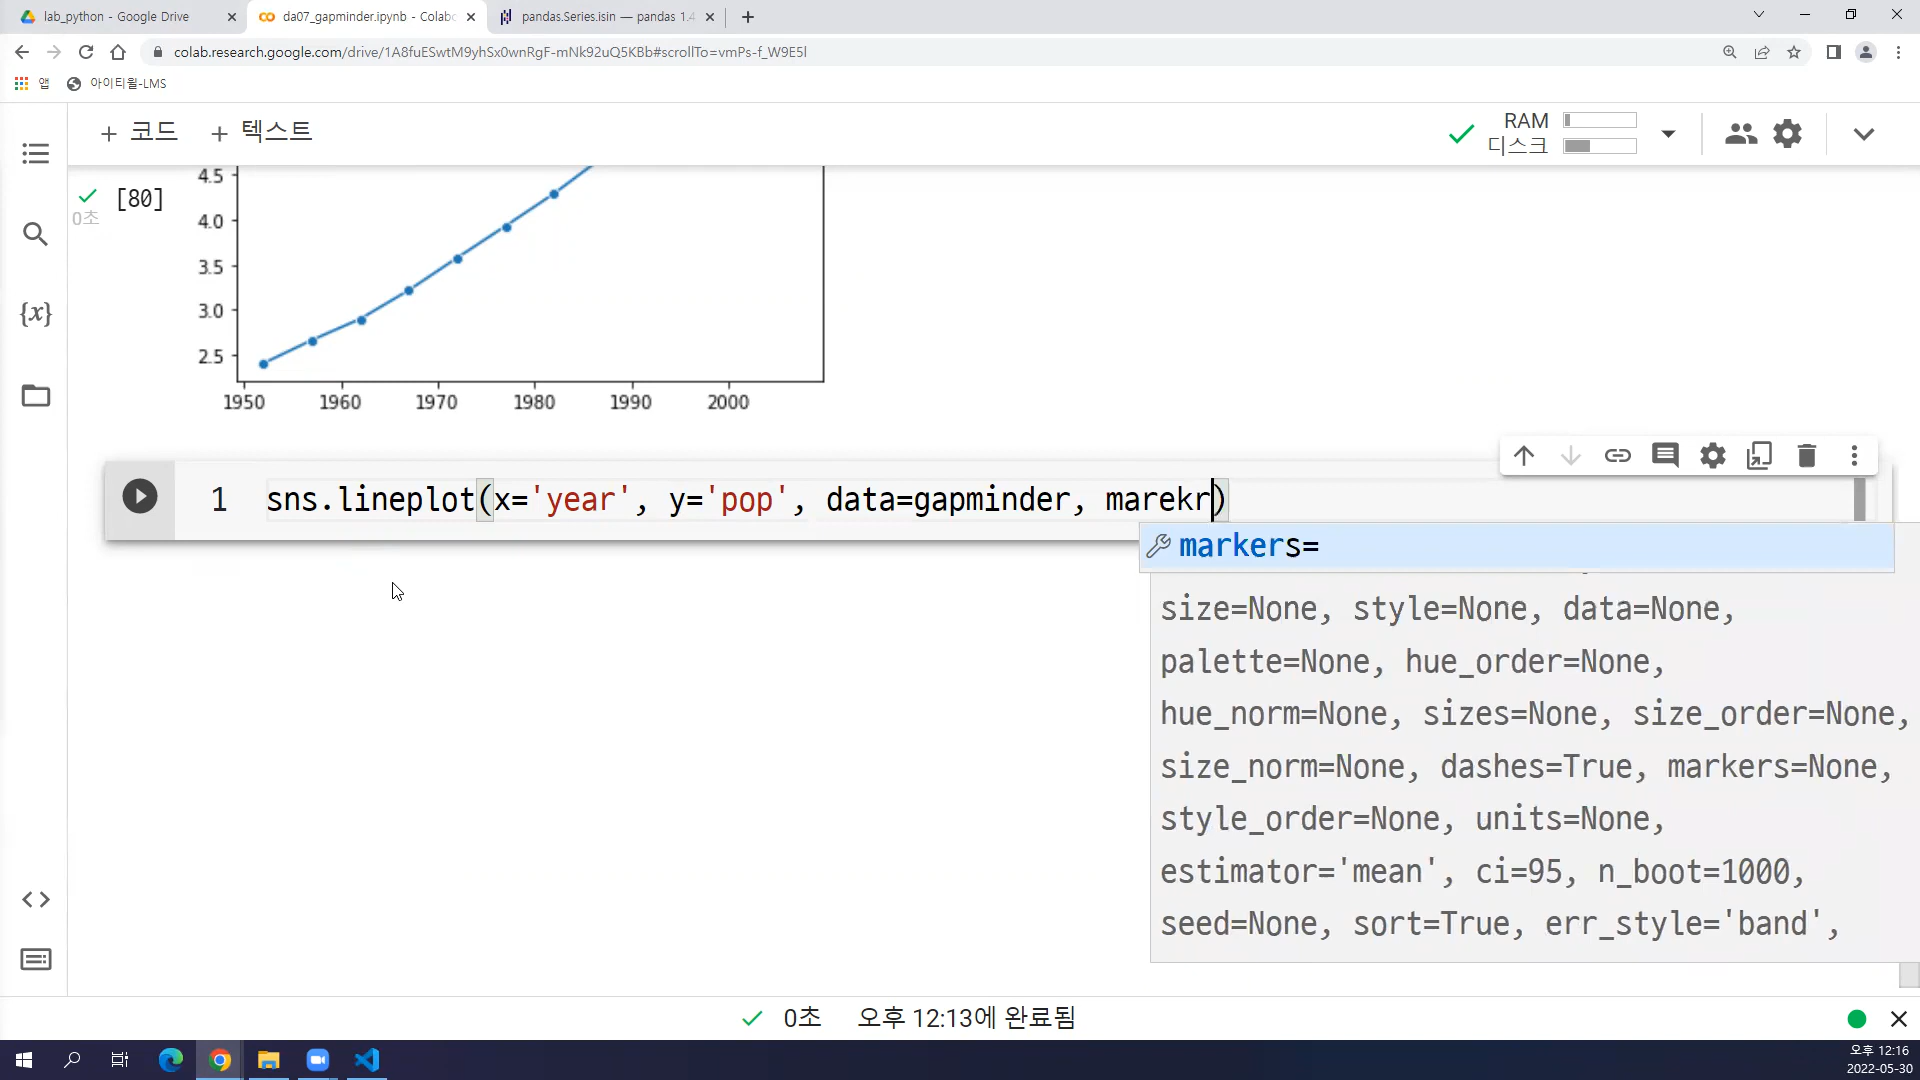 lab_python - Google Drive
da07_gapminder.ipynb - Colab
pandas.Series.isin — pandas 1.4
colab.research.google.com/drive/1A8fuESwtM9yhSx0wnRgF-mNk92uQ5KBb#scrollTo=vmPs-f_W9E5l
앱
아이티윌-LMS
+ 코드
+ 텍스트
RAM
디스크
[80]
0초
4.5
4.0
3.5
3.0
2.5
1950 1960 1970 1980 1990 2000
1 sns.lineplot(x='year', y='pop', data=gapminder, marekr)
markers=
size=None, style=None, data=None,
palette=None, hue_order=None,
hue_norm=None, sizes=None, size_order=None,
size_norm=None, dashes=True, markers=None,
style_order=None, units=None,
estimator='mean', ci=95, n_boot=1000,
seed=None, sort=True, err_style='band',
{x}
0초 오후 12:13에 완료됨
오후 12:16
2022-05-30